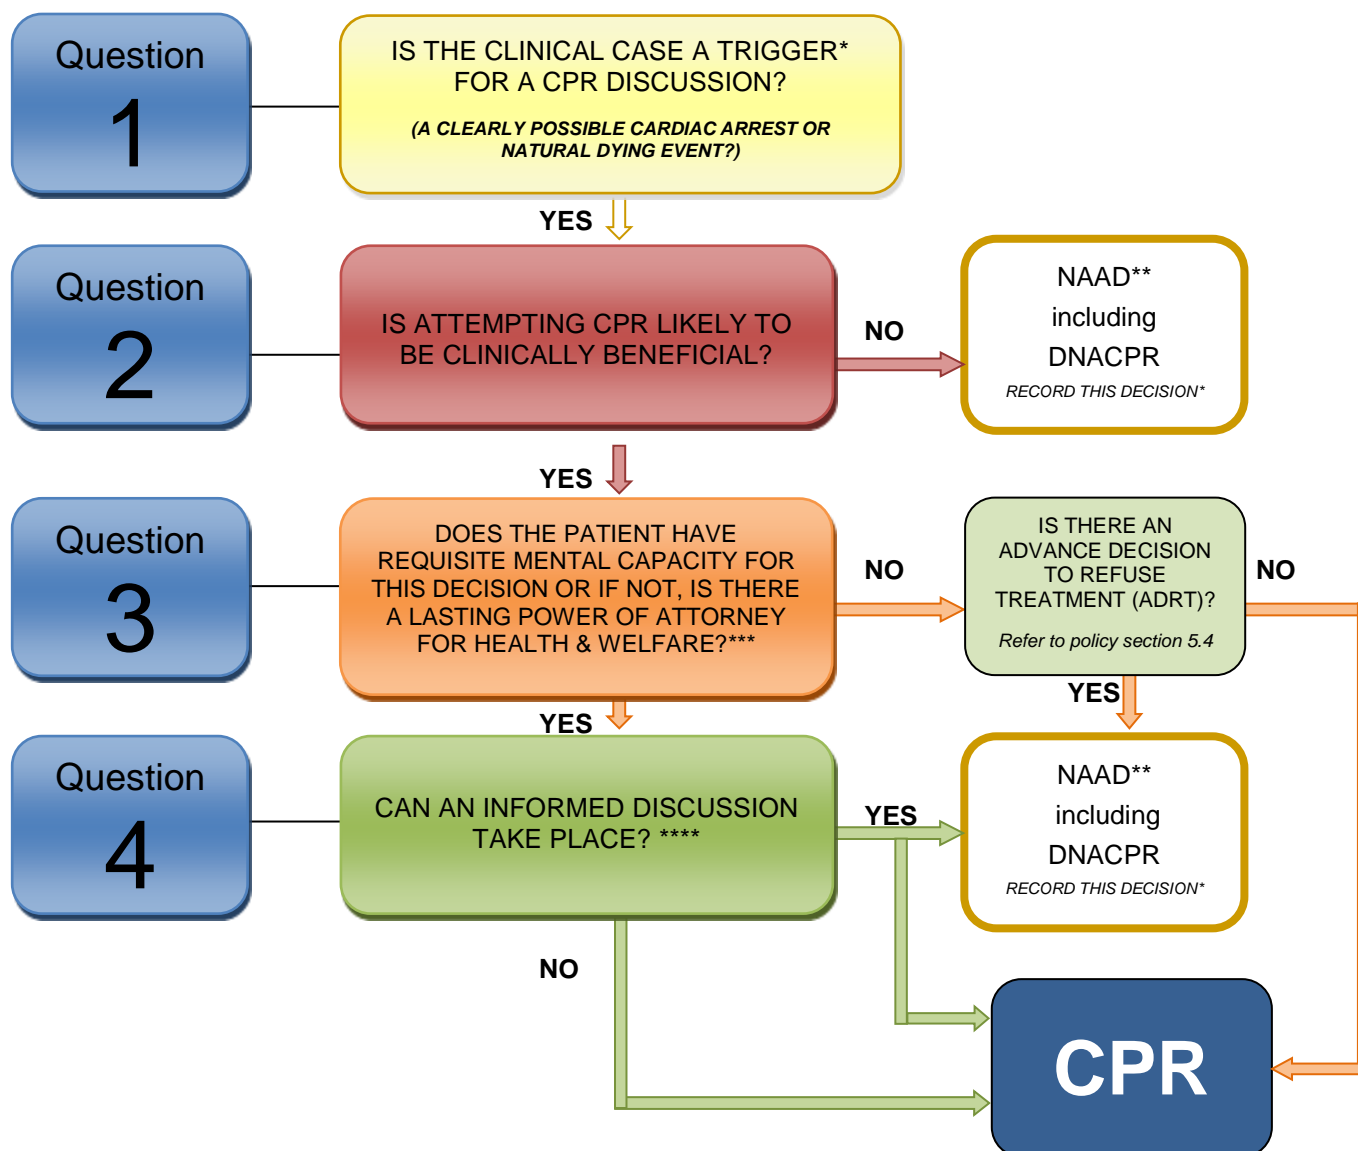 Question
1
IS THE CLINICAL CASE A TRIGGER*
FOR A CPR DISCUSSION?
(A CLEARLY POSSIBLE CARDIAC ARREST OR
NATURAL DYING EVENT?)
YES
Question
2
IS ATTEMPTING CPR LIKELY TO
BE CLINICALLY BENEFICIAL?
NO
NAAD**
including
DNACPR
RECORD THIS DECISION*
YES
Question
3
DOES THE PATIENT HAVE
REQUISITE MENTAL CAPACITY FOR
THIS DECISION OR IF NOT, IS THERE
A LASTING POWER OF ATTORNEY
FOR HEALTH & WELFARE?***
NO
IS THERE AN
ADVANCE DECISION
TO REFUSE
TREATMENT (ADRT)?
Refer to policy section 5.4
NO
YES
YES
Question
4
CAN AN INFORMED DISCUSSION
TAKE PLACE? ****
YES
NAAD**
including
DNACPR
RECORD THIS DECISION*
NO
CPR